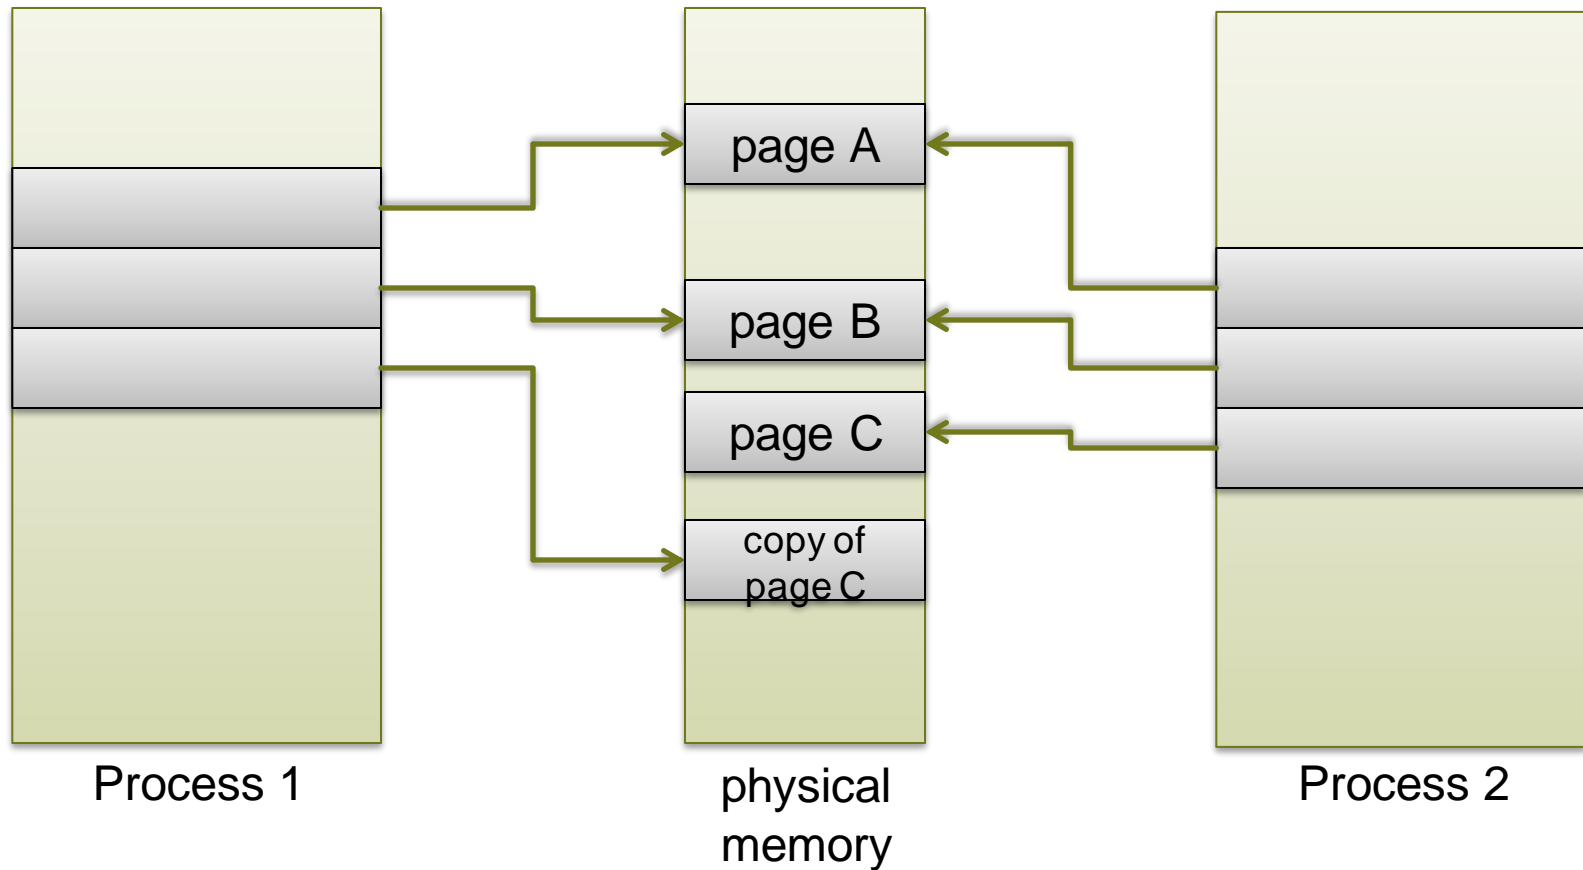 page A
page B
page C
copy of
page C
Process 1
physical
memory
Process 2